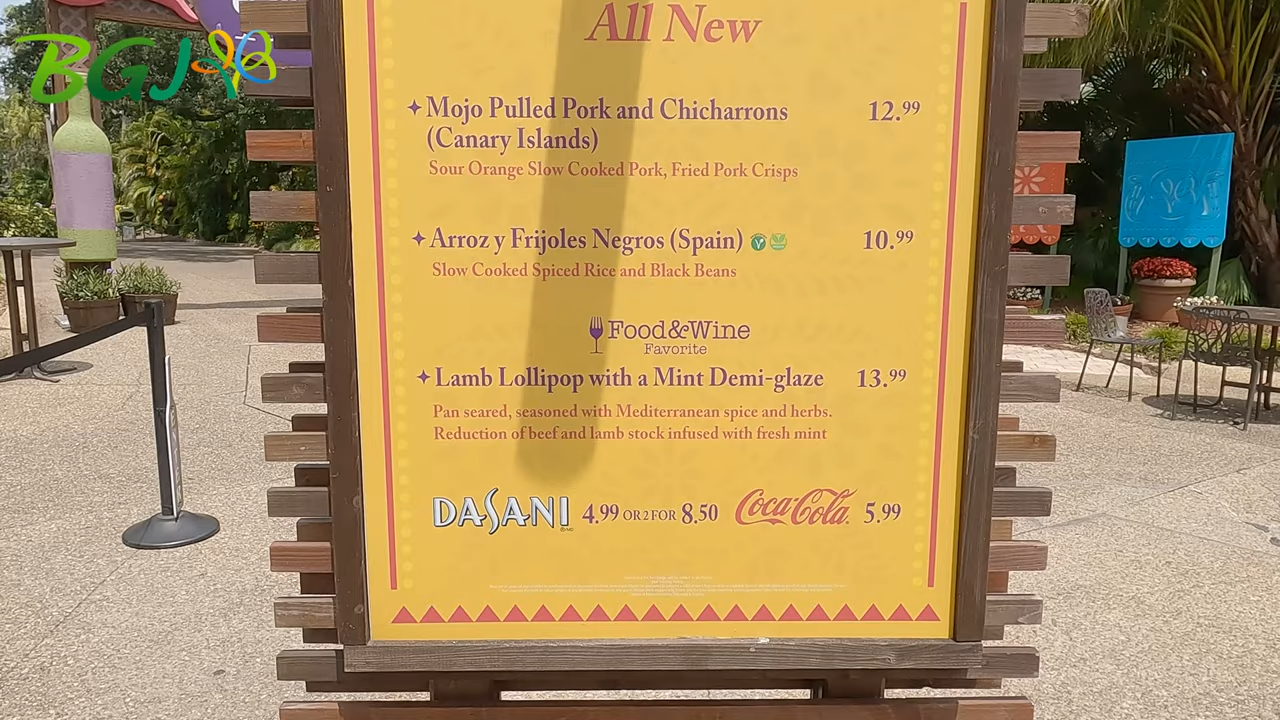 BGJ
All New
Mojo Pulled Pork and Chicharrons 12.99
(Canary Islands)
Sour Orange Slow Cooked Pork, Fried Pork Crisps
Arroz y Frijoles Negros (Spain) 10.99
Slow Cooked Spiced Rice and Black Beans
Food&Wine
Favorite
Lamb Lollipop with a Mint Demi-glaze 13.99
Pan seared, seasoned with Mediterranean spice and herbs.
Reduction of beef and lamb stock infused with fresh mint
DASANI 4.99 OR 2 FOR 8.50 Coca-Cola 5.99